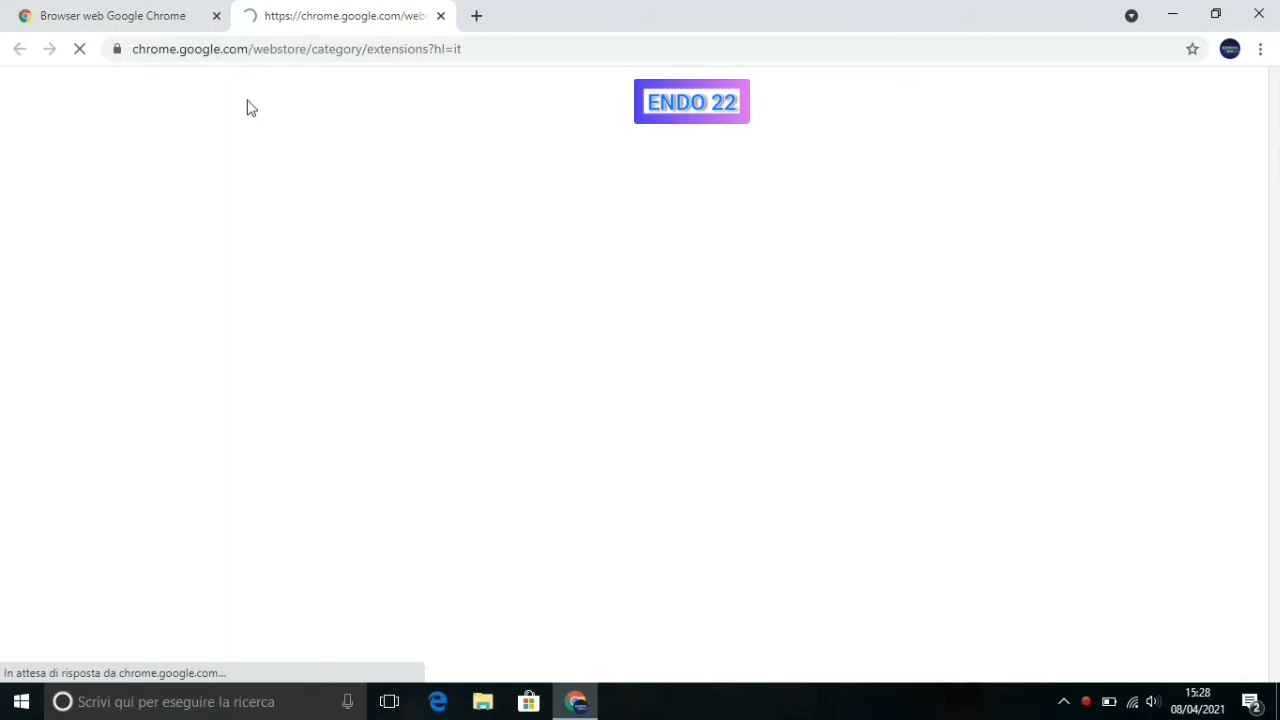 Browser web Google Chrome
https://chrome.google.com/web
chrome.google.com/webstore/category/extensions?hl=it
ENDO 22
In attesa di risposta da chrome.google.com...
Scrivi qui per eseguire la ricerca
15:28
08/04/2021
2